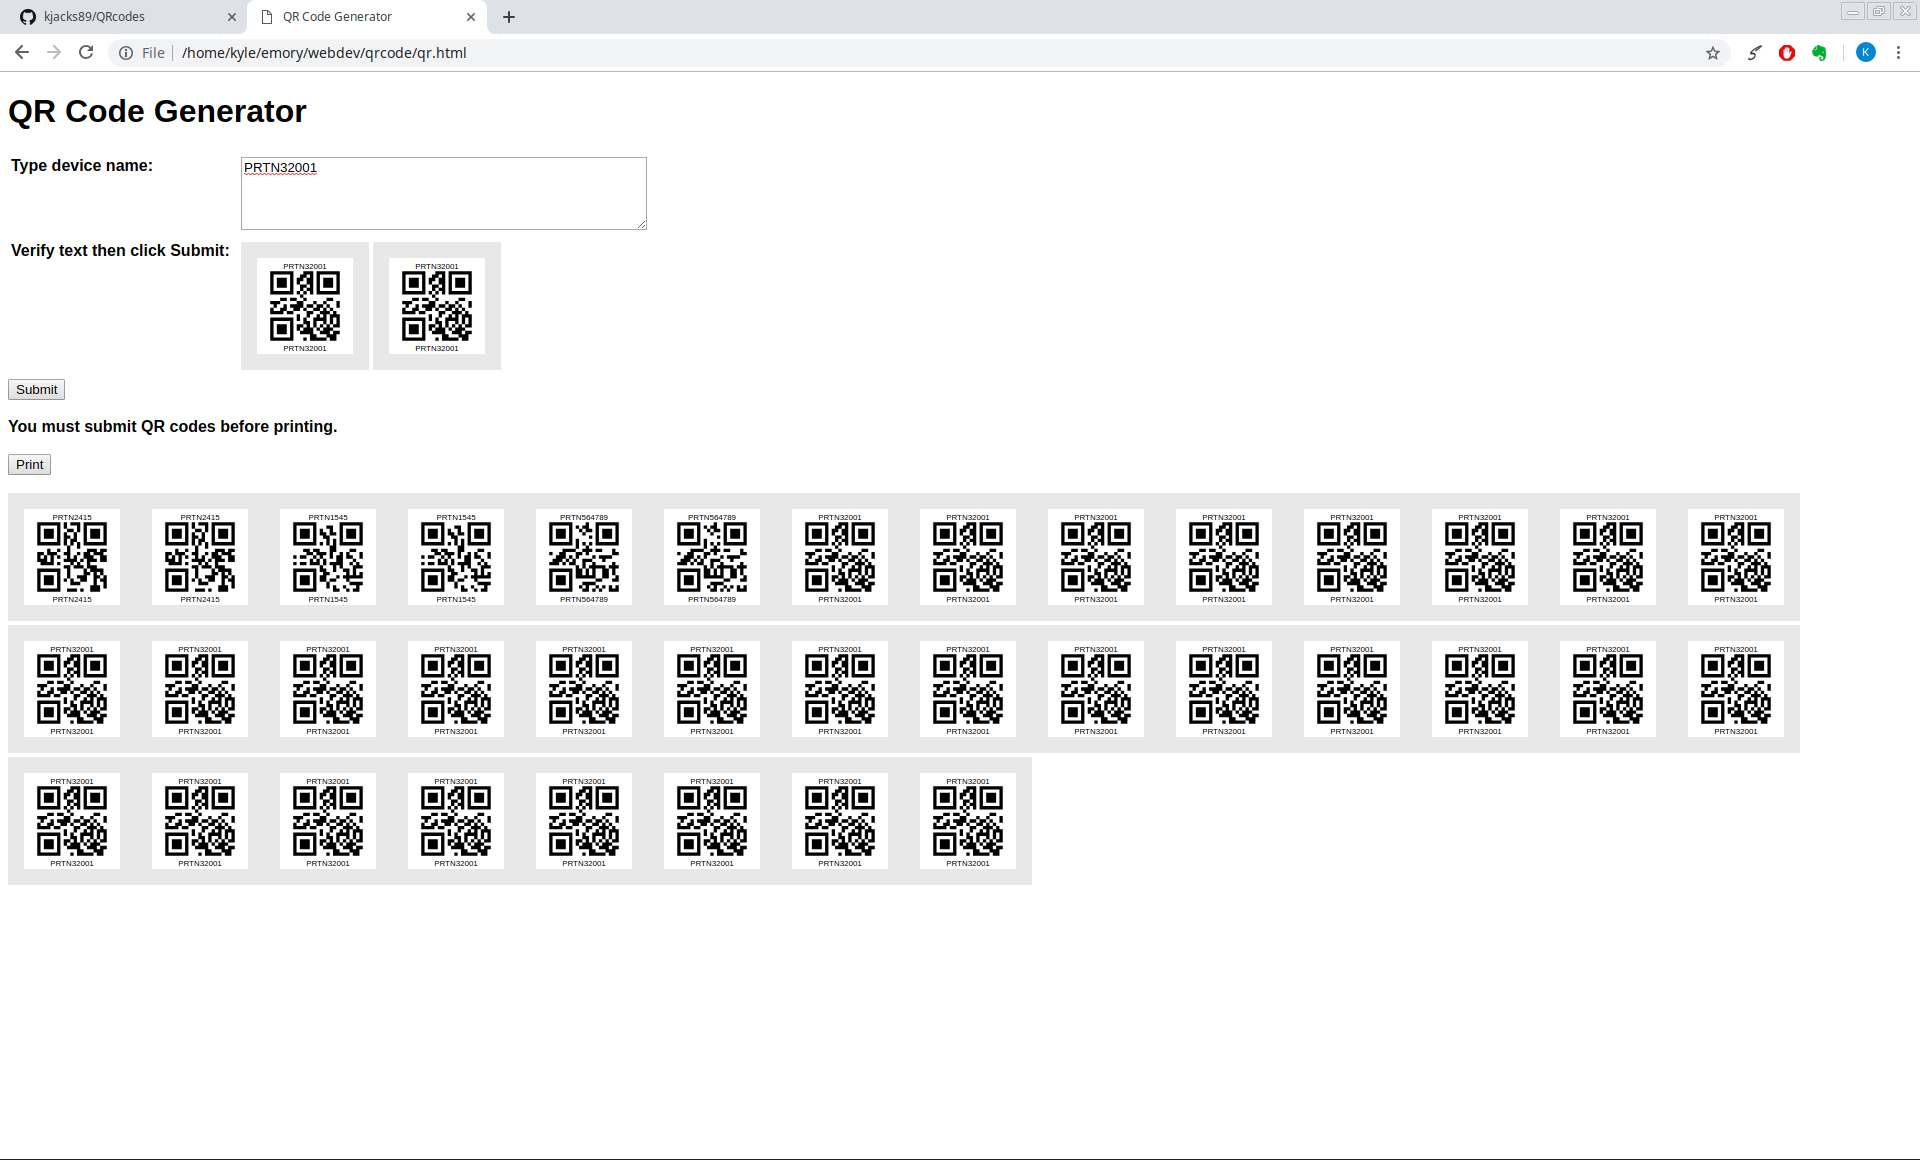 kjacks89/QRcodes
QR Code Generator
File
/home/kyle/emory/webdev/qrcode/qr.html
K
QR Code Generator
Type device name:
PRTN32001
Verify text then click Submit:
PRTN32001 PRTN32001
PRTN32001 PRTN32001
Submit
You must submit QR codes before printing.
Print
PRTN2415 PRTN2415 PRTN1545 PRTN1545 PRTN564789 PRTN564789 PRTN32001 PRTN32001 PRTN32001 PRTN32001 PRTN32001 PRTN32001 PRTN32001 PRTN32001
PRTN2415 PRTN2415 PRTN1545 PRTN1545 PRTN564789 PRTN564789 PRTN32001 PRTN32001 PRTN32001 PRTN32001 PRTN32001 PRTN32001 PRTN32001 PRTN32001
PRTN32001 PRTN32001 PRTN32001 PRTN32001 PRTN32001 PRTN32001 PRTN32001 PRTN32001 PRTN32001 PRTN32001 PRTN32001 PRTN32001 PRTN32001 PRTN32001
PRTN32001 PRTN32001 PRTN32001 PRTN32001 PRTN32001 PRTN32001 PRTN32001 PRTN32001 PRTN32001 PRTN32001 PRTN32001 PRTN32001 PRTN32001 PRTN32001
PRTN32001 PRTN32001 PRTN32001 PRTN32001 PRTN32001 PRTN32001 PRTN32001 PRTN32001
PRTN32001 PRTN32001 PRTN32001 PRTN32001 PRTN32001 PRTN32001 PRTN32001 PRTN32001